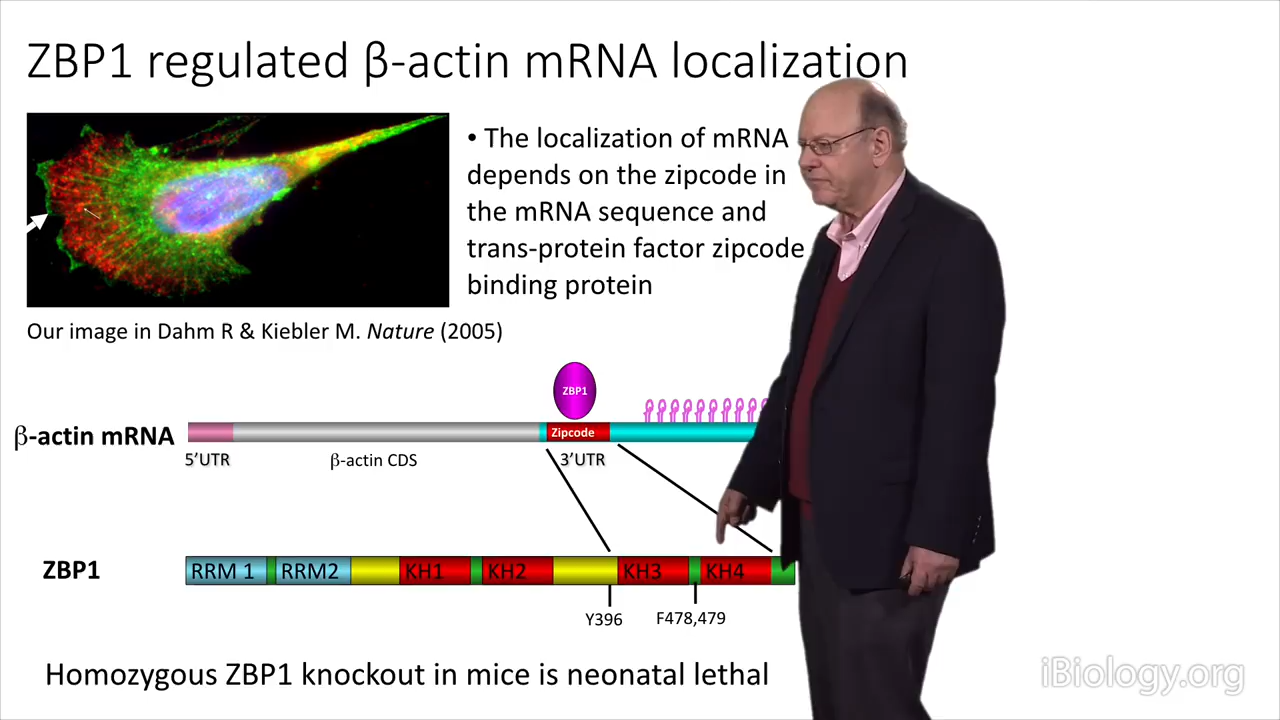 ZBP1 regulated β-actin mRNA localization
• The localization of mRNA
depends on the zipcode in
the mRNA sequence and
trans-protein factor zipcode
binding protein
Our image in Dahm R & Kiebler M. Nature (2005)
ZBP1
β-actin mRNA
Zipcode
5’UTR
β-actin CDS
3’UTR
ZBP1
RRM 1
RRM2
KH1
KH2
KH3
KH4
Y396
F478,479
Homozygous ZBP1 knockout in mice is neonatal lethal
iBiology.org